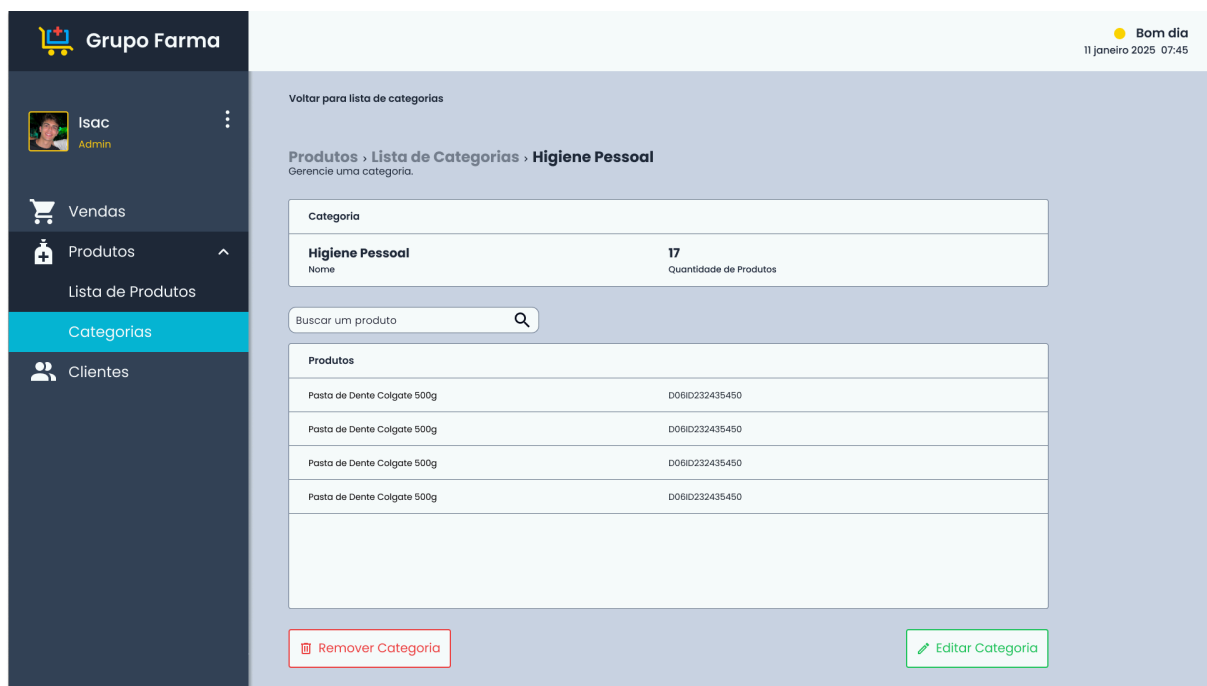 Grupo Farma
Bom dia
11 janeiro 2025 07:45
Isac
Admin
Vendas
Produtos
Lista de Produtos
Categorias
Clientes
Voltar para lista de categorias
Produtos › Lista de Categorias › Higiene Pessoal
Gerencie uma categoria.
Categoria
Higiene Pessoal 17
Nome Quantidade de Produtos
Buscar um produto
Produtos
Pasta de Dente Colgate 500g D06ID232435450
Pasta de Dente Colgate 500g D06ID232435450
Pasta de Dente Colgate 500g D06ID232435450
Pasta de Dente Colgate 500g D06ID232435450
Remover Categoria Editar Categoria